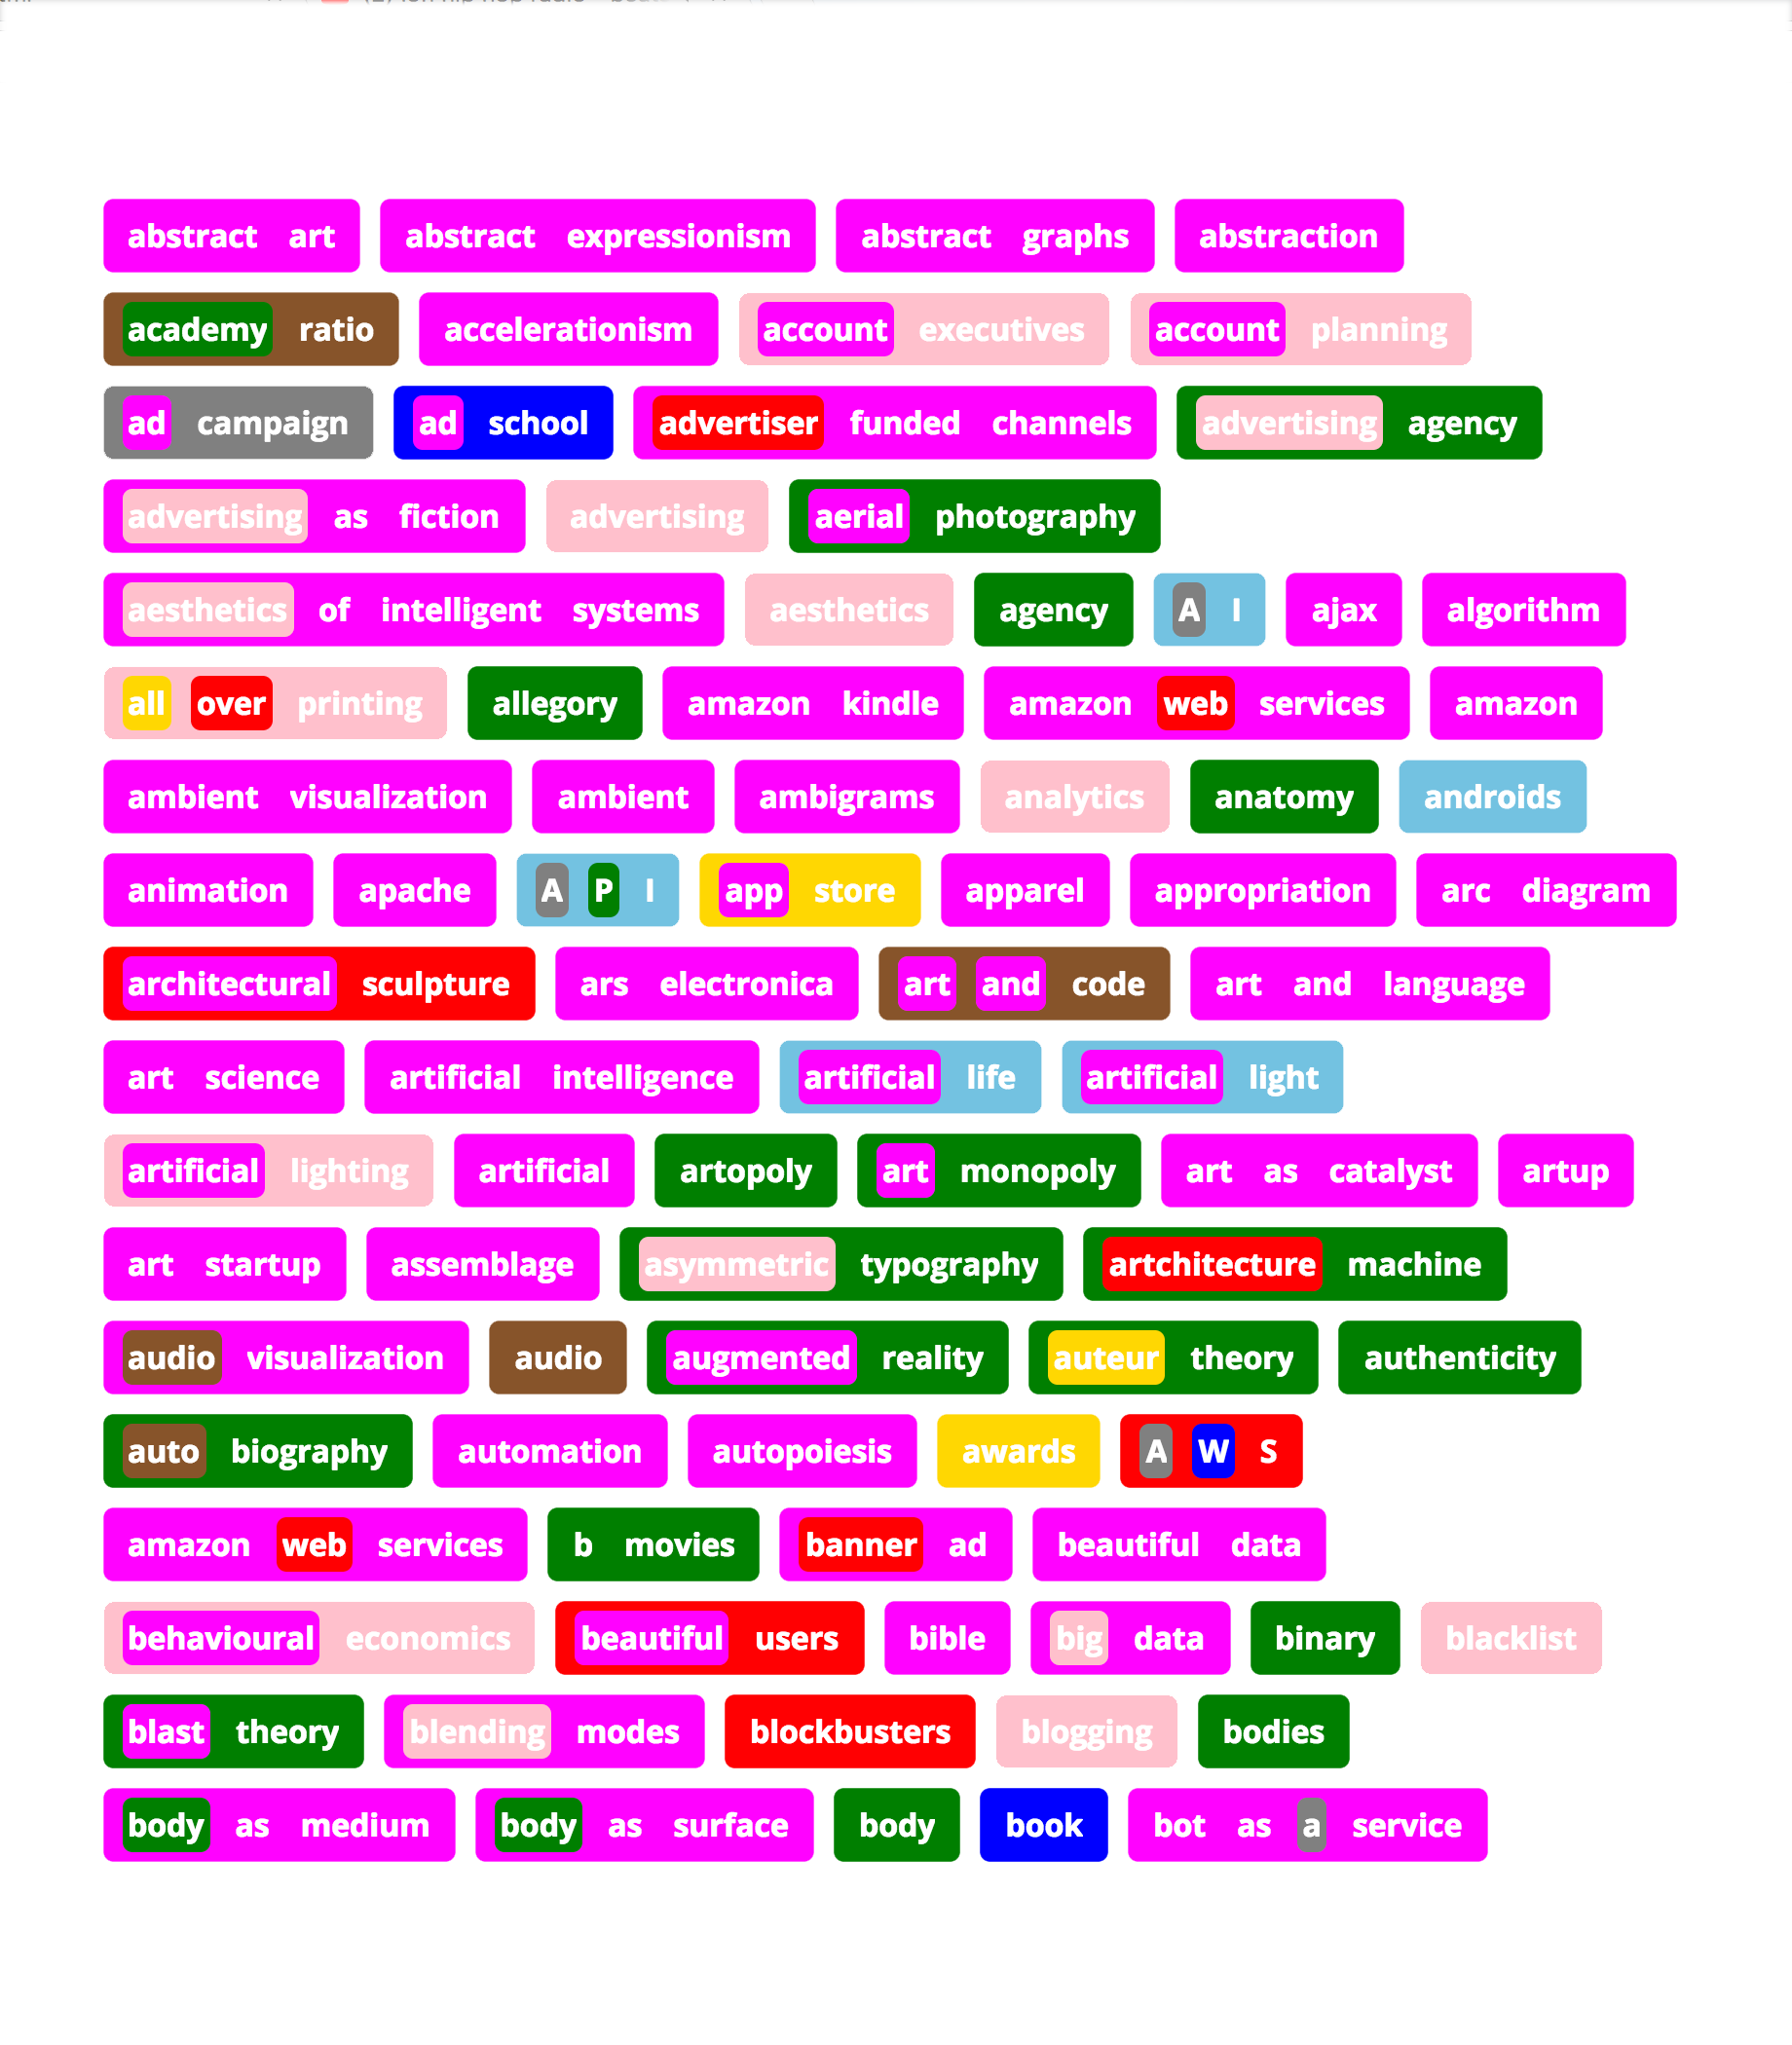 abstract art abstract expressionism abstract graphs abstraction
academy ratio accelerationism account executives account planning
ad campaign ad school advertiser funded channels advertising agency
advertising as fiction advertising aerial photography
aesthetics of intelligent systems aesthetics agency A I ajax algorithm
all over printing allegory amazon kindle amazon web services amazon
ambient visualization ambient ambigrams analytics anatomy androids
animation apache A P I app store apparel appropriation arc diagram
architectural sculpture ars electronica art and code art and language
art science artificial intelligence artificial life artificial light
artificial lighting artificial artopoly art monopoly art as catalyst artup
art startup assemblage asymmetric typography artchitecture machine
audio visualization audio augmented reality auteur theory authenticity
auto biography automation autopoiesis awards A W S
amazon web services b movies banner ad beautiful data
behavioural economics beautiful users bible big data binary blacklist
blast theory blending modes blockbusters blogging bodies
body as medium body as surface body book bot as a service